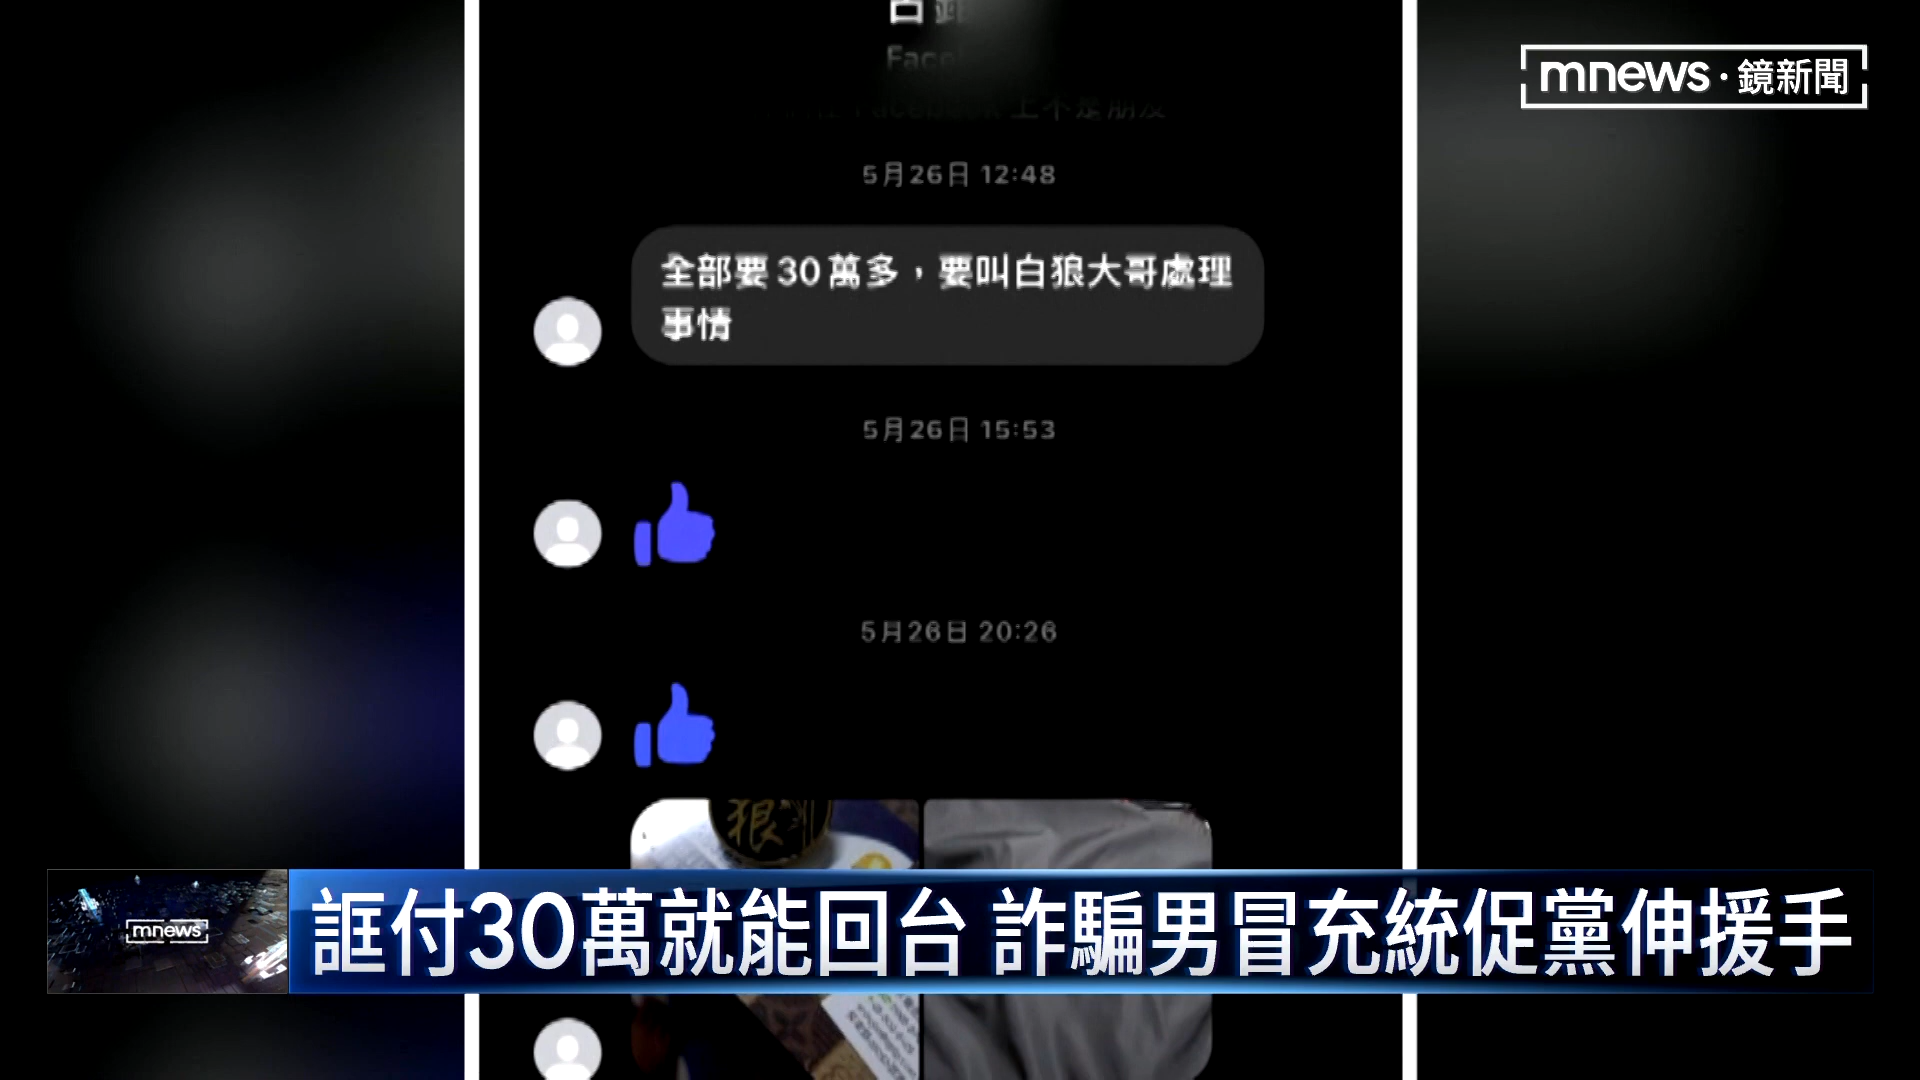 mnews·鏡新聞
5月26日 12:48
全部要30萬多，要叫白狼大哥處理
事情
5月26日 15:53
5月26日 20:26
狼
mnews
誆付30萬就能回台 詐騙男冒充統促黨伸援手